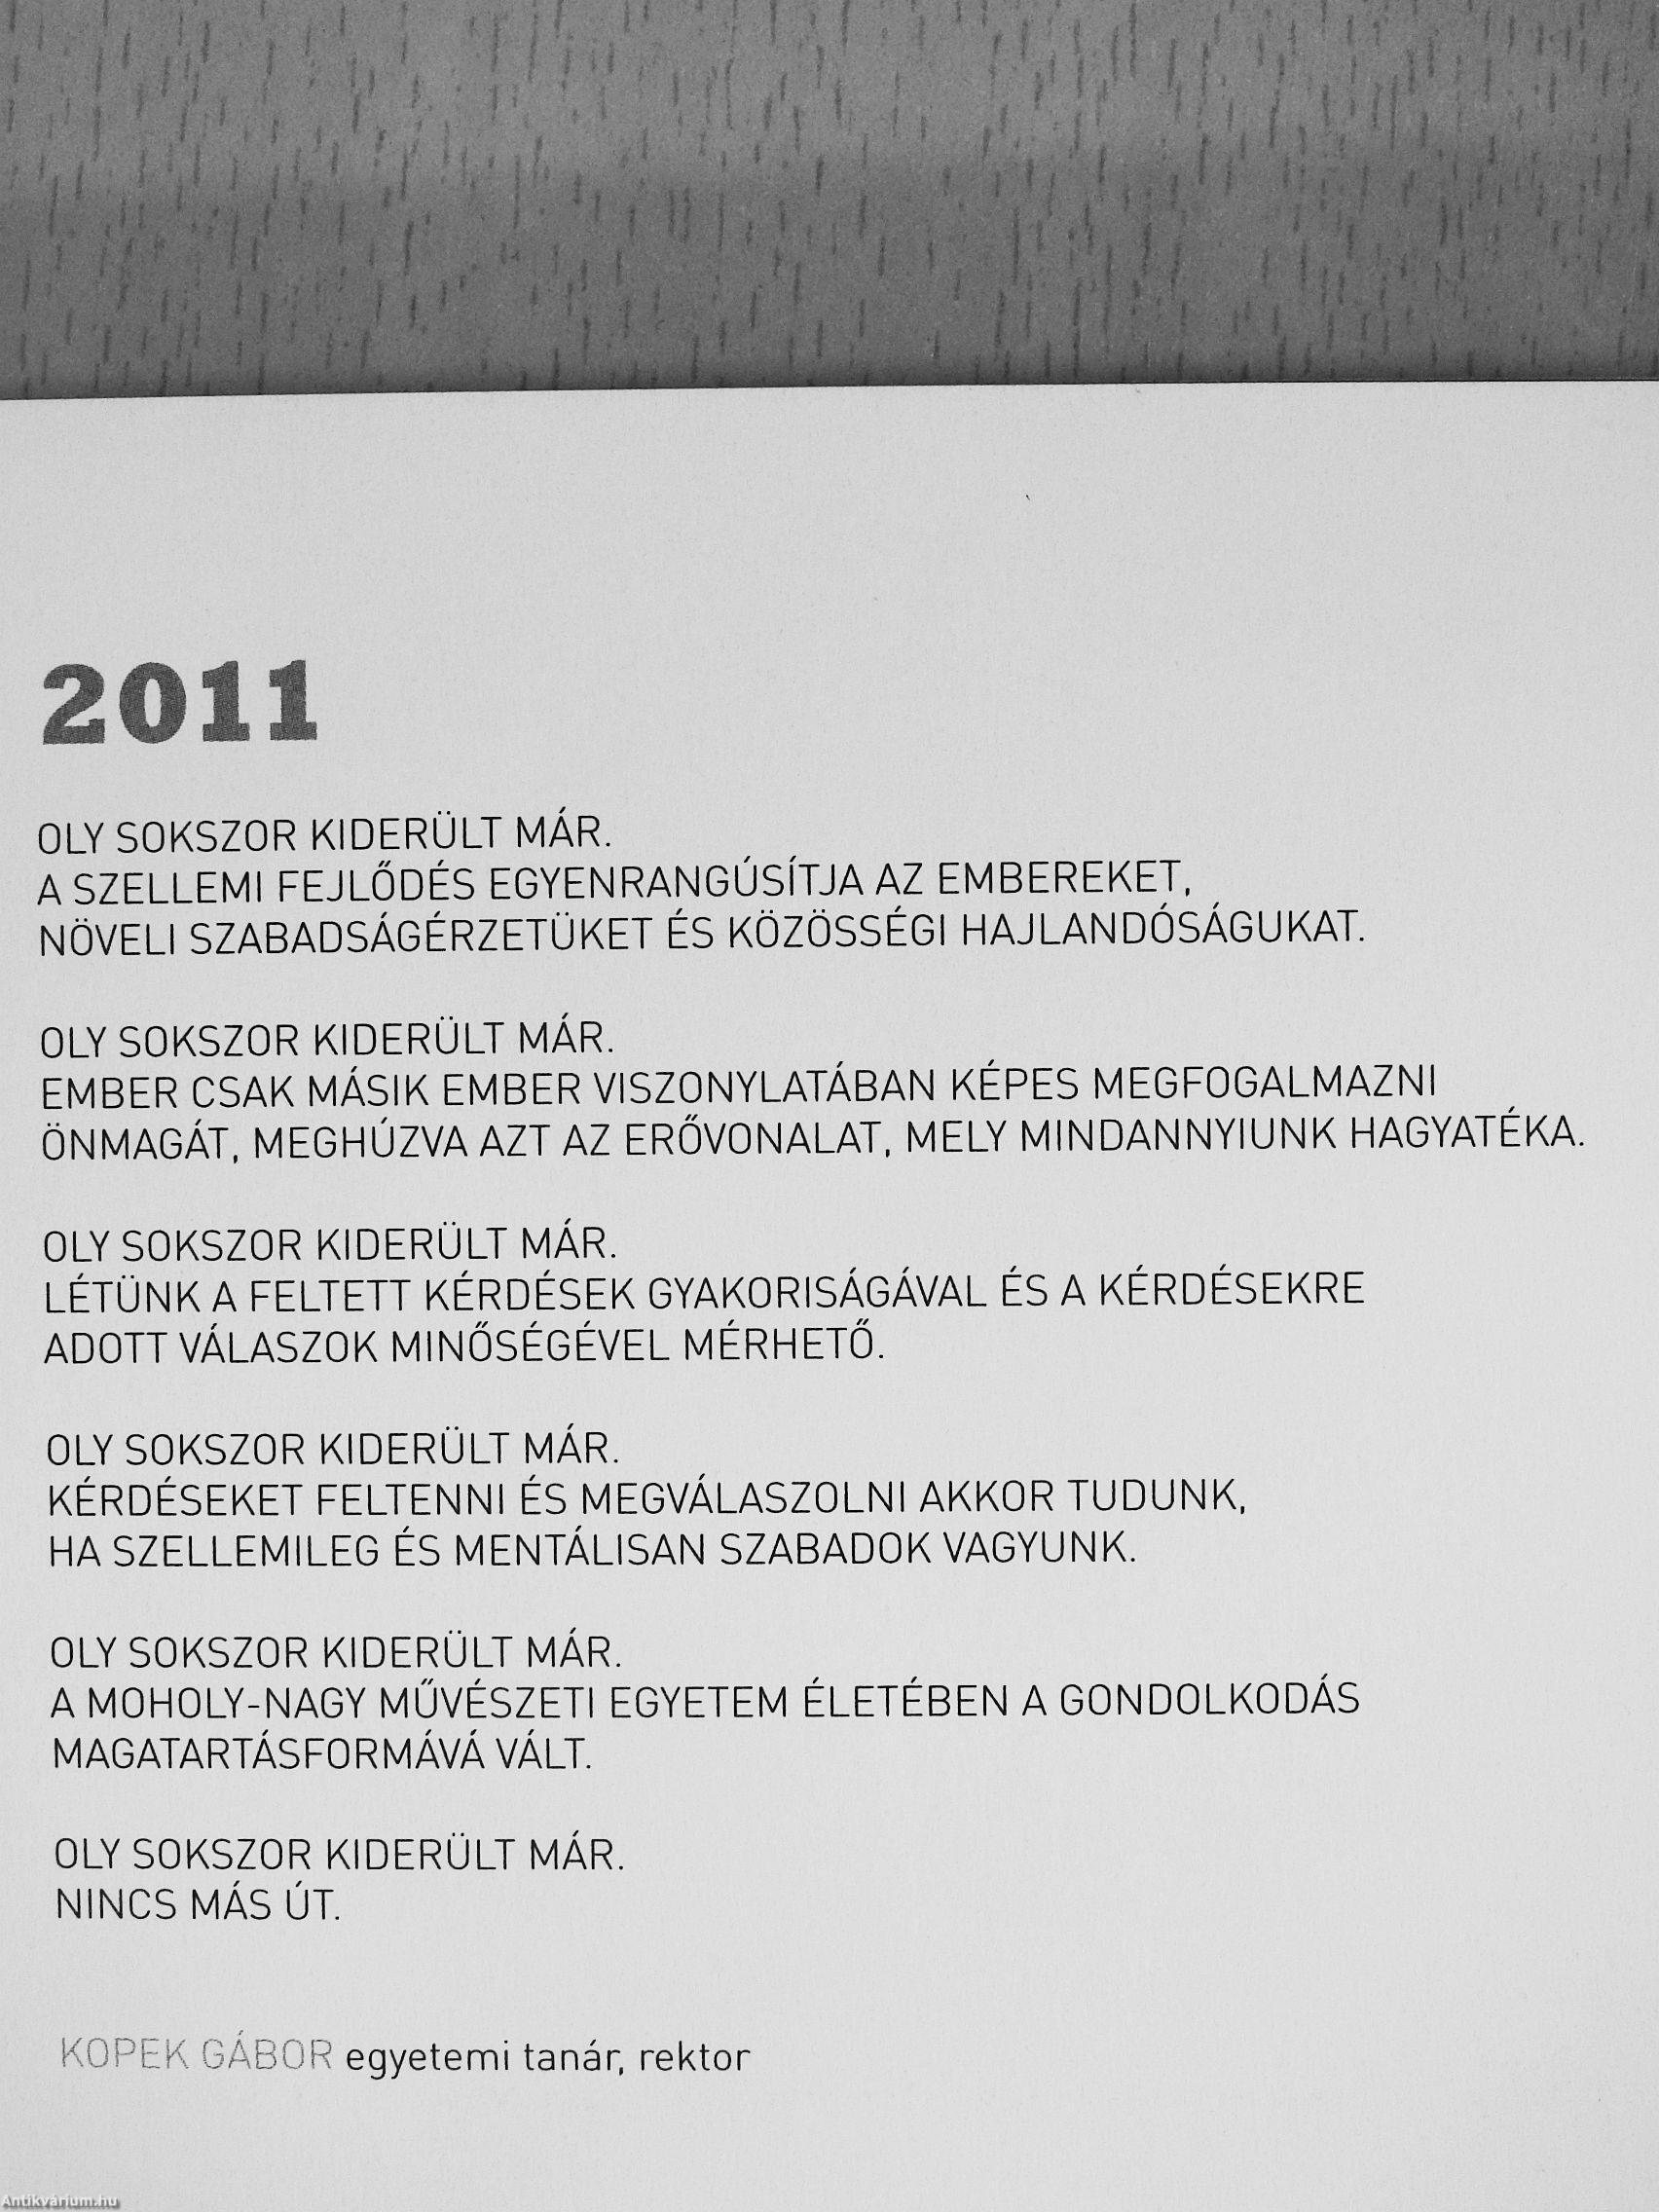 2011
OLY SOKSZOR KIDERÜLT MÁR.
A SZELLEMI FEJLŐDÉS EGYENRANGÚSÍTJA AZ EMBEREKET,
NÖVELI SZABADSÁGÉRZETÜKET ÉS KÖZÖSSÉGI HAJLANDÓSÁGUKAT.
OLY SOKSZOR KIDERÜLT MÁR.
EMBER CSAK MÁSIK EMBER VISZONYLATÁBAN KÉPES MEGFOGALMAZNI
ÖNMAGÁT, MEGHÚZVA AZT AZ ERŐVONALAT, MELY MINDANNYIUNK HAGYATÉKA.
OLY SOKSZOR KIDERÜLT MÁR.
LÉTÜNK A FELTETT KÉRDÉSEK GYAKORISÁGÁVAL ÉS A KÉRDÉSEKRE
ADOTT VÁLASZOK MINŐSÉGÉVEL MÉRHETŐ.
OLY SOKSZOR KIDERÜLT MÁR.
KÉRDÉSEKET FELTENNI ÉS MEGVÁLASZOLNI AKKOR TUDUNK,
HA SZELLEMILEG ÉS MENTÁLISAN SZABADOK VAGYUNK.
OLY SOKSZOR KIDERÜLT MÁR.
A MOHOLY-NAGY MŰVÉSZETI EGYETEM ÉLETÉBEN A GONDOLKODÁS
MAGATARTÁSFORMÁVÁ VÁLT.
OLY SOKSZOR KIDERÜLT MÁR.
NINCS MÁS ÚT.
KOPEK GÁBOR egyetemi tanár, rektor
Antikvárium.hu